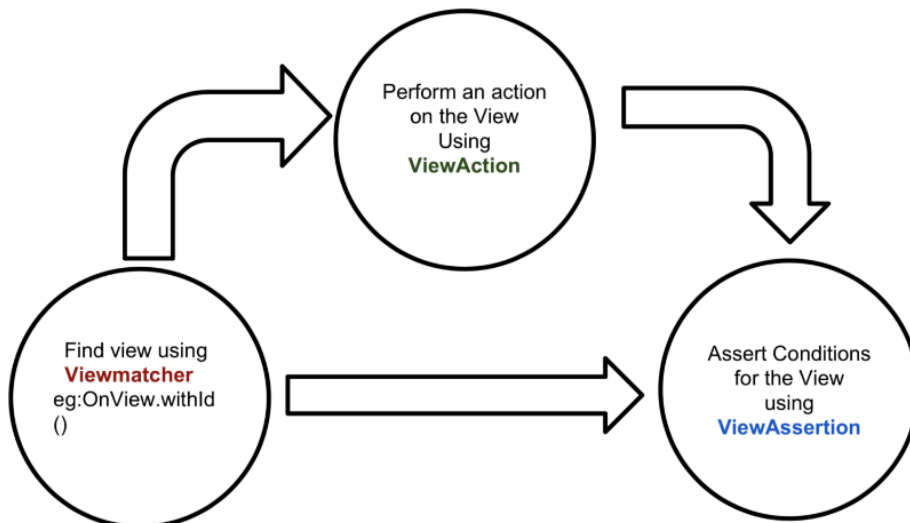 Perform an action
on the View
Using
ViewAction
Find view using
Viewmatcher
eg:OnView.withId
()
Assert Conditions
for the View
using
ViewAssertion